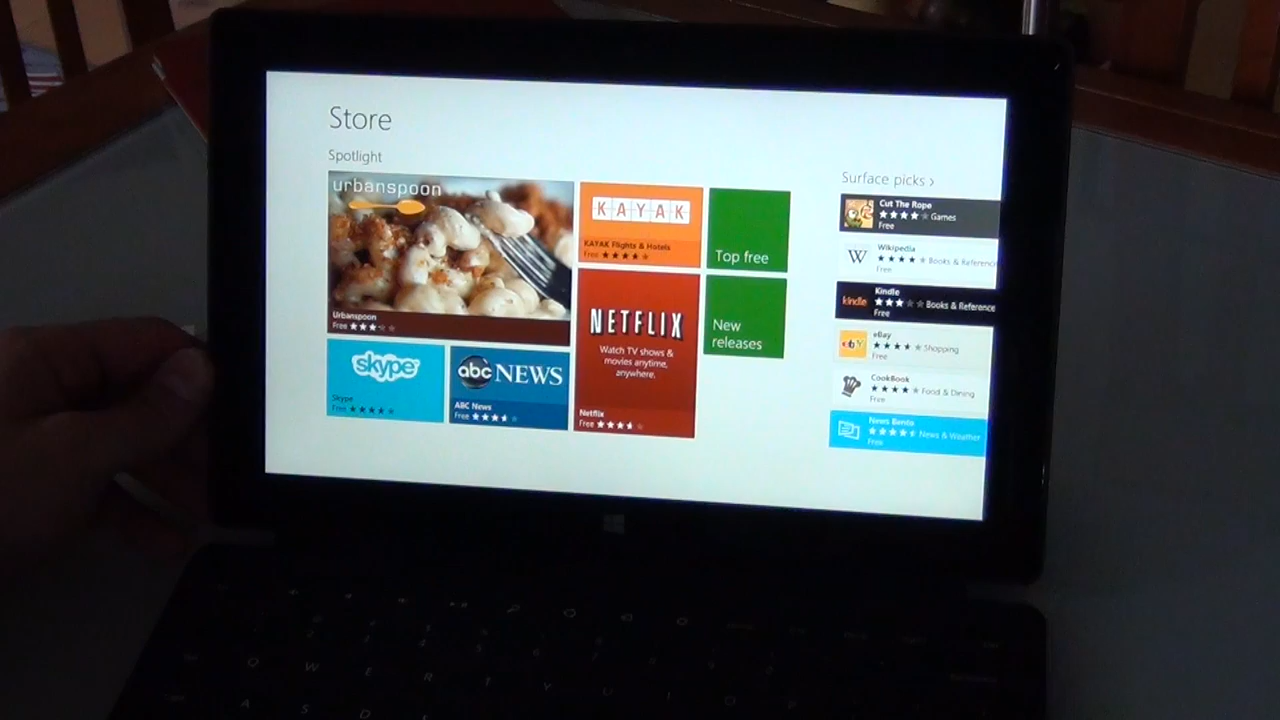 Store
Spotlight
urbanspoon
Urbanspoon
Free
skype
Skype
Free
abc NEWS
ABC News
Free
KAYAK
KAYAK Flights & Hotels
Free
NETFLIX
Watch TV shows &
movies anytime,
anywhere.
Netflix
Free
Top free
New
releases
Surface picks ›
Cut The Rope
Games
Free
W
Wikipedia
Books & Reference
Free
kindle
Kindle
Books & Reference
Free
ebY
eBay
Shopping
Free
CookBook
Food & Dining
Free
News Bento
News & Weather
Free
Q W E R T Y U I O P
A S D